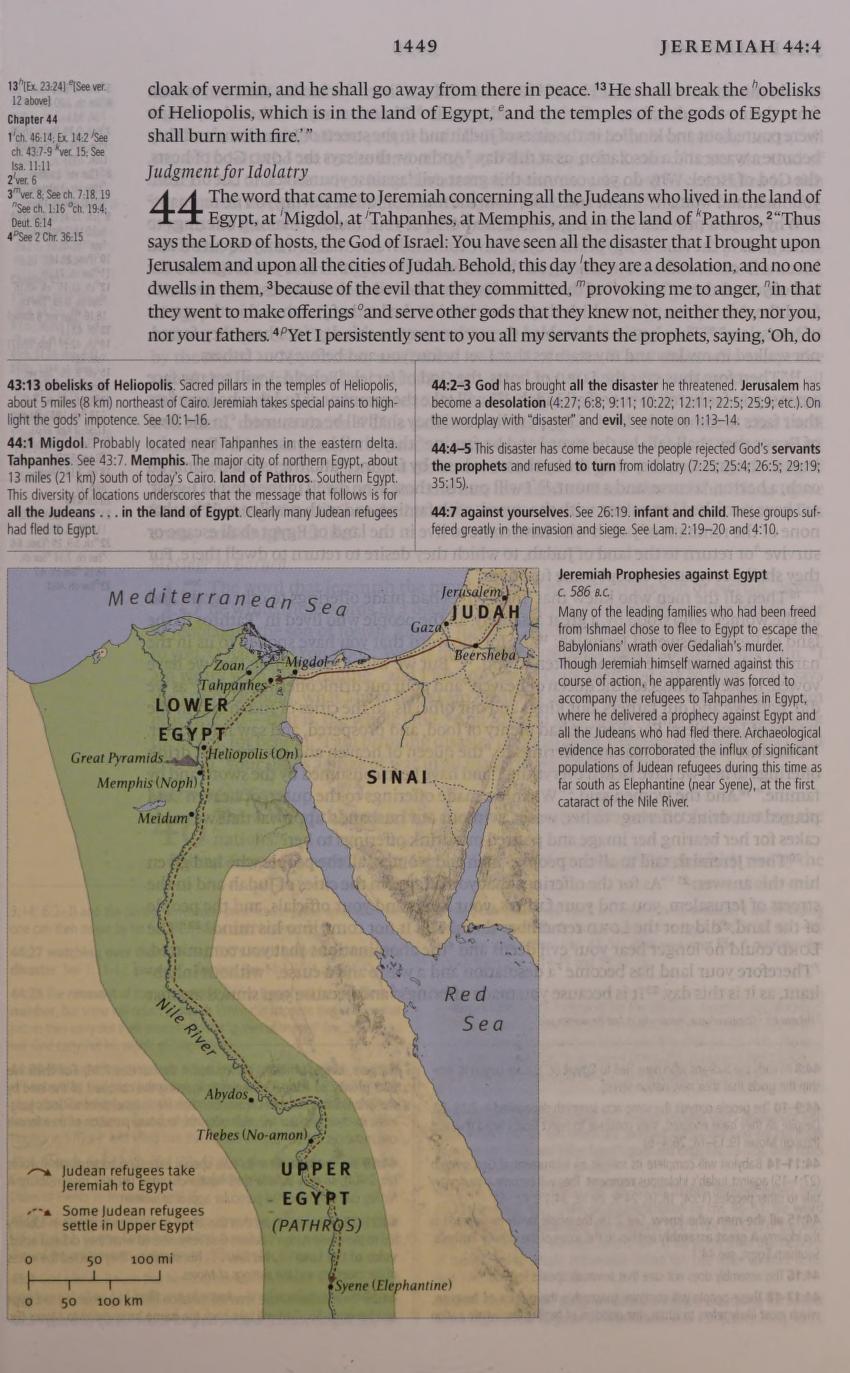 1449
JEREMIAH 44:4
13 h[Ex. 23:24] e[See ver.
12 above]
Chapter 44
1 i ch. 46:14; Ex. 14:2 j See
ch. 43:7-9 k ver. 15; See
Isa. 11:11
2 l ver. 6
3 m ver. 8; See ch. 7:18, 19
n See ch. 1:16 o ch. 19:4;
Deut. 6:14
4 p See 2 Chr. 36:15
cloak of vermin, and he shall go away from there in peace. 13 He shall break the h obelisks
of Heliopolis, which is in the land of Egypt, e and the temples of the gods of Egypt he
shall burn with fire.’”
Judgment for Idolatry
44 The word that came to Jeremiah concerning all the Judeans who lived in the land of
Egypt, at i Migdol, at j Tahpanhes, at Memphis, and in the land of k Pathros, 2 “Thus
says the LORD of hosts, the God of Israel: You have seen all the disaster that I brought upon
Jerusalem and upon all the cities of Judah. Behold, this day l they are a desolation, and no one
dwells in them, 3 because of the evil that they committed, m provoking me to anger, n in that
they went to make offerings o and serve other gods that they knew not, neither they, nor you,
nor your fathers. 4 p Yet I persistently sent to you all my servants the prophets, saying, ‘Oh, do
43:13 obelisks of Heliopolis. Sacred pillars in the temples of Heliopolis,
about 5 miles (8 km) northeast of Cairo. Jeremiah takes special pains to high-
light the gods’ impotence. See 10:1–16.
44:1 Migdol. Probably located near Tahpanhes in the eastern delta.
Tahpanhes. See 43:7. Memphis. The major city of northern Egypt, about
13 miles (21 km) south of today’s Cairo. land of Pathros. Southern Egypt.
This diversity of locations underscores that the message that follows is for
all the Judeans . . . in the land of Egypt. Clearly many Judean refugees
had fled to Egypt.
44:2–3 God has brought all the disaster he threatened. Jerusalem has
become a desolation (4:27; 6:8; 9:11; 10:22; 12:11; 22:5; 25:9; etc.). On
the wordplay with “disaster” and evil, see note on 1:13–14.
44:4–5 This disaster has come because the people rejected God’s servants
the prophets and refused to turn from idolatry (7:25; 25:4; 26:5; 29:19;
35:15).
44:7 against yourselves. See 26:19. infant and child. These groups suf-
fered greatly in the invasion and siege. See Lam. 2:19–20 and 4:10.
Mediterranean Sea
Jerusalem
JUDAH
Gaza
Beersheba
Zoan
Migdol
Tahpanhes
LOWER
EGYPT
Great Pyramids
Heliopolis (On)
Memphis (Noph)
SINAI
Meidum
Nile River
Red
Sea
Abydos
Thebes (No-amon)
UPPER
EGYPT
(PATHROS)
Syene (Elephantine)
Judean refugees take
Jeremiah to Egypt
Some Judean refugees
settle in Upper Egypt
0 50 100 mi
0 50 100 km
Jeremiah Prophesies against Egypt
c. 586 B.C.
Many of the leading families who had been freed
from Ishmael chose to flee to Egypt to escape the
Babylonians’ wrath over Gedaliah’s murder.
Though Jeremiah himself warned against this
course of action, he apparently was forced to
accompany the refugees to Tahpanhes in Egypt,
where he delivered a prophecy against Egypt and
all the Judeans who had fled there. Archaeological
evidence has corroborated the influx of significant
populations of Judean refugees during this time as
far south as Elephantine (near Syene), at the first
cataract of the Nile River.